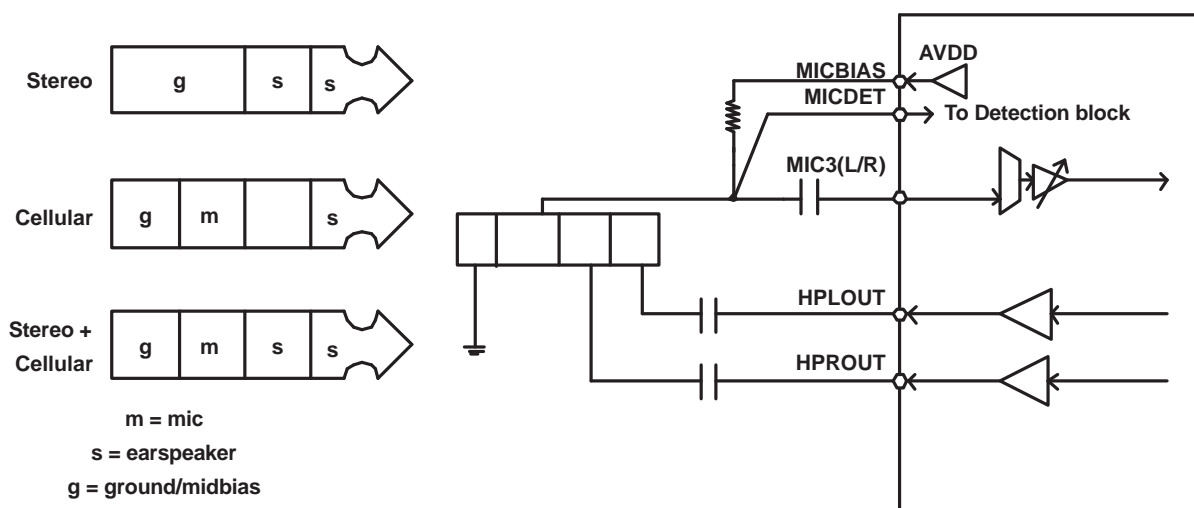 Stereo
g
s
s
Cellular
g
m
s
Stereo +
Cellular
g
m
s
s
m = mic
s = earspeaker
g = ground/midbias
AVDD
MICBIAS
MICDET
To Detection block
MIC3(L/R)
HPLOUT
HPROUT